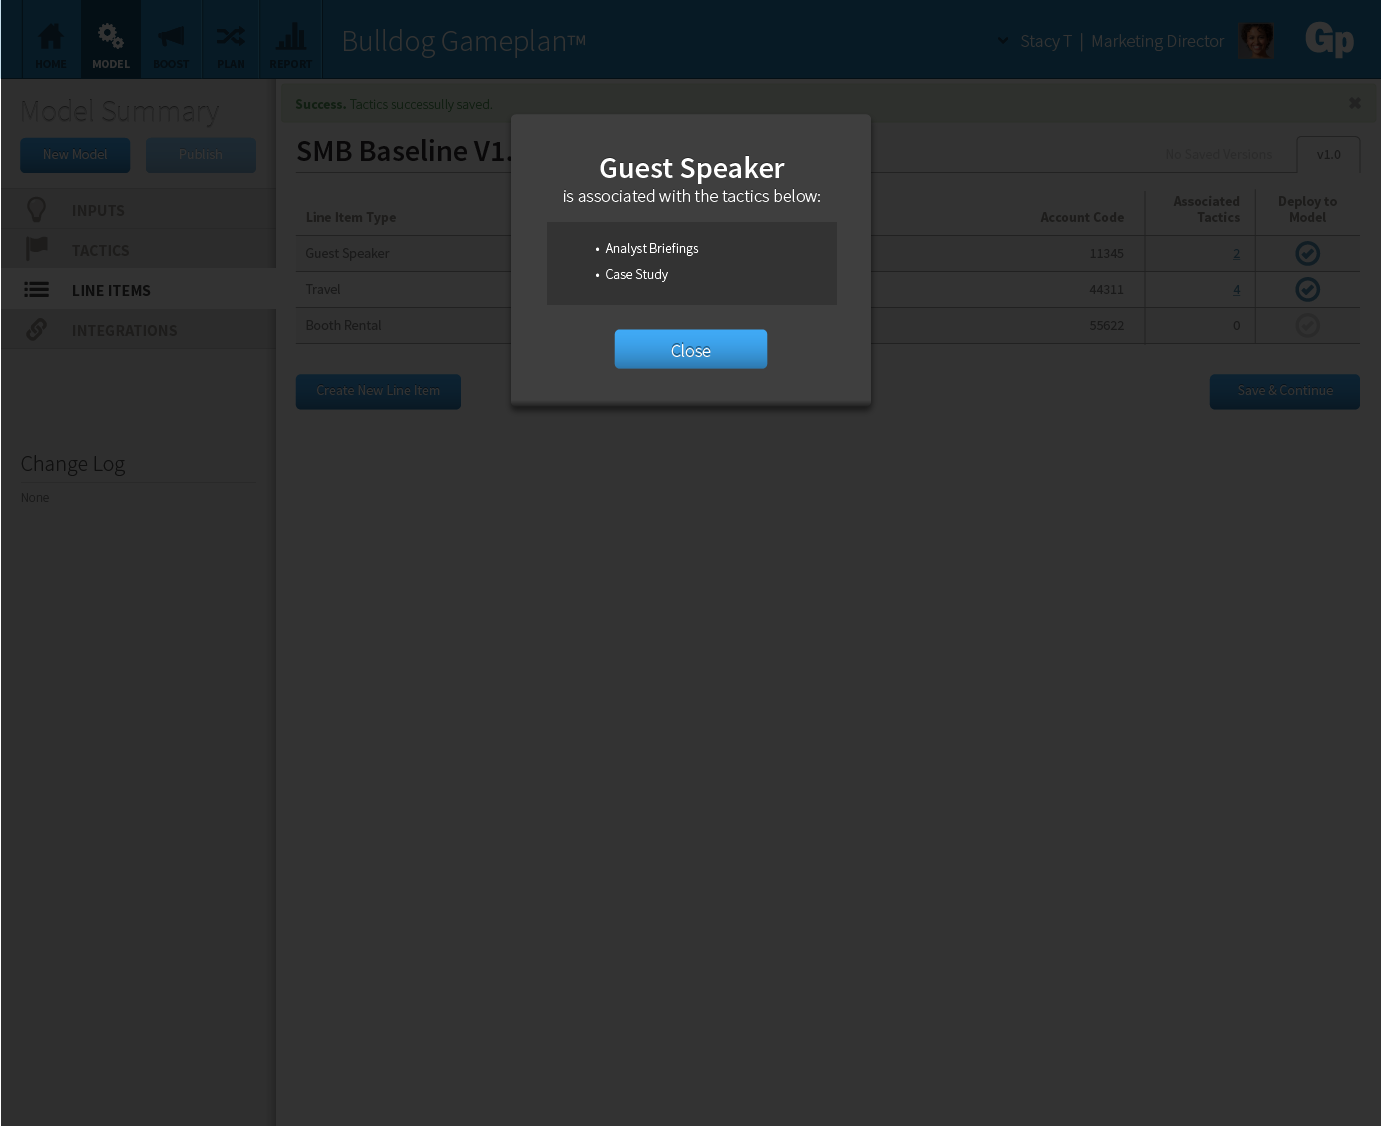 HOME MODEL BOOST PLAN REPORT
Bulldog Gameplan™
Stacy T | Marketing Director
Gp
Model Summary
New Model
Publish
INPUTS
TACTICS
LINE ITEMS
INTEGRATIONS
Change Log
None
Success. Tactics successully saved.
SMB Baseline V1.
No Saved Versions
v1.0
Line Item Type Account Code Associated Tactics Deploy to Model
Guest Speaker 11345 2
Travel 44311 4
Booth Rental 55622 0
Create New Line Item
Save & Continue
Guest Speaker
is associated with the tactics below:
• Analyst Briefings
• Case Study
Close